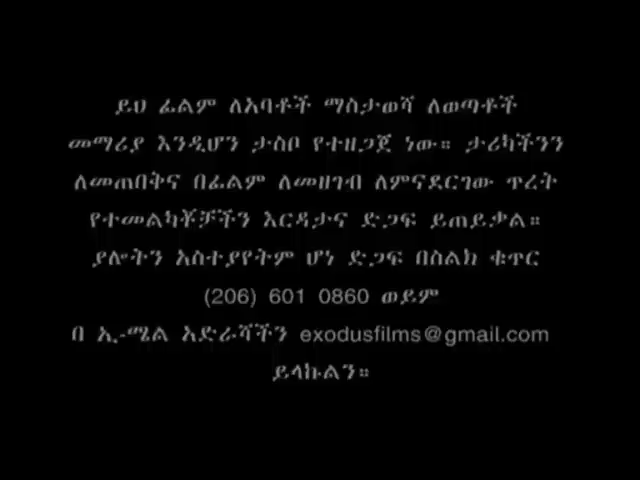 ይህ ፊልም ለአባቶች ማስታወሻ ለወጣቶች
መማሪያ እንዲሆን ታስቦ የተዘጋጀ ነው። ታሪካችንን
ለመጠበቅና በፊልም ለመዘገብ ለምናደርገው ጥረት
የተመልካቾቻችን እርዳታና ድጋፍ ይጠይቃል።
ያሎትን አስተያየትም ሆነ ድጋፍ በስልክ ቁጥር
(206) 601 0860 ወይም
በ ኢ-ሜል አድራሻችን exodusfilms@gmail.com
ይላኩልን።